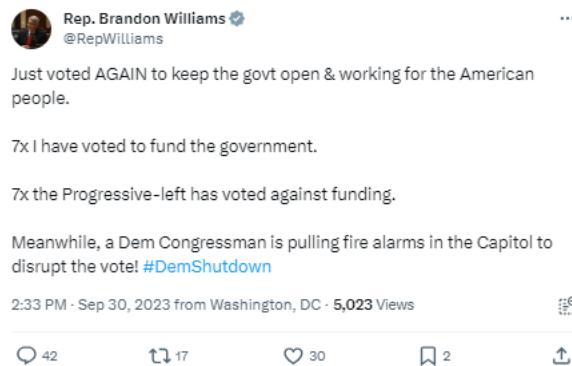 Rep. Brandon Williams
@RepWilliams
Just voted AGAIN to keep the govt open & working for the American
people.
7x I have voted to fund the government.
7x the Progressive-left has voted against funding.
Meanwhile, a Dem Congressman is pulling fire alarms in the Capitol to
disrupt the vote! #DemShutdown
2:33 PM · Sep 30, 2023 from Washington, DC · 5,023 Views
42 17 30 2